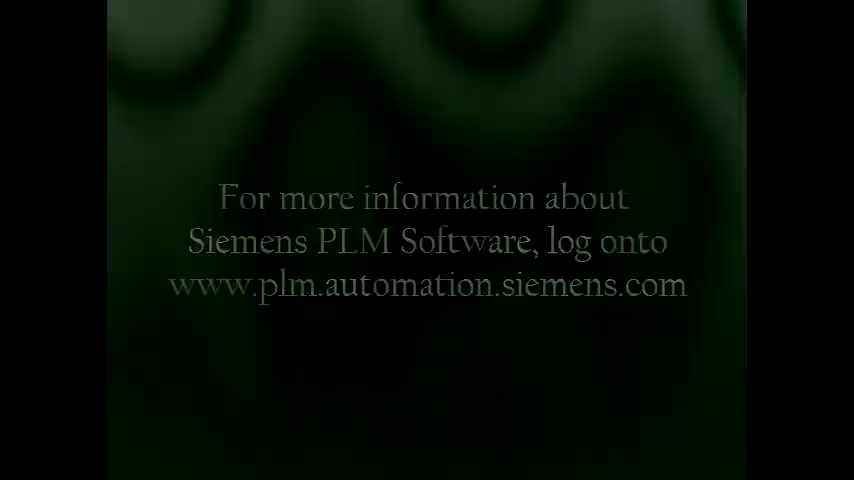 For more information about
Siemens PLM Software, log onto
www.plm.automation.siemens.com